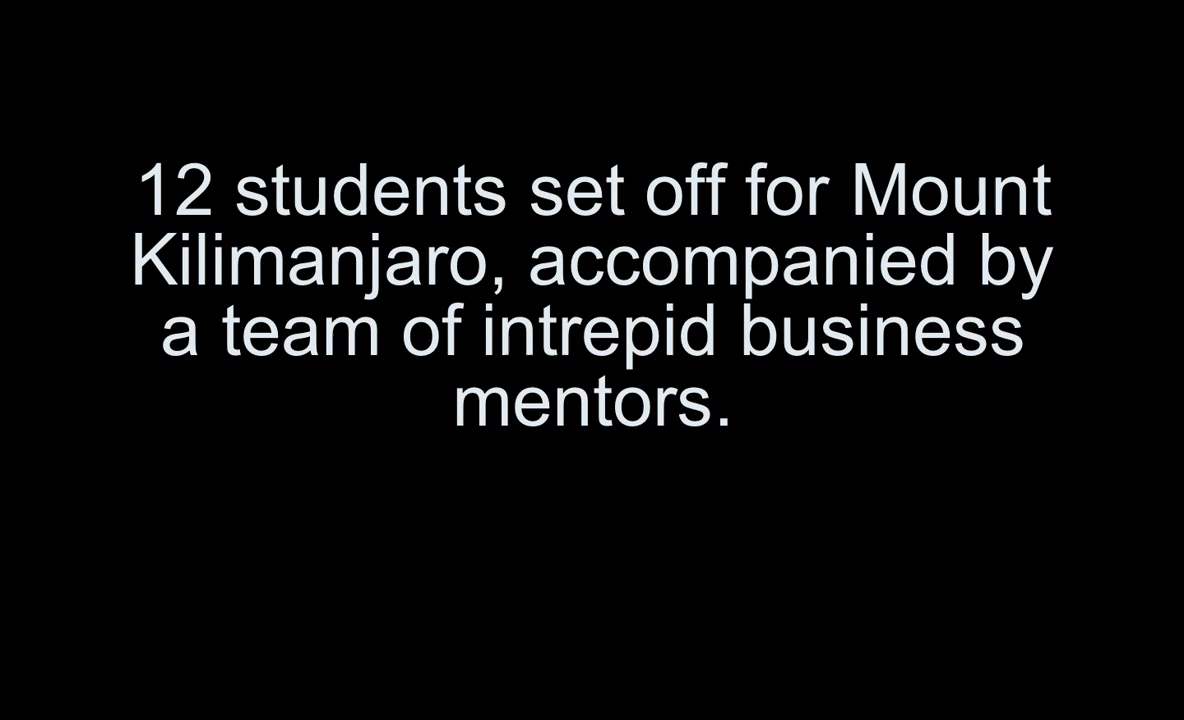 12 students set off for Mount
Kilimanjaro, accompanied by
a team of intrepid business
mentors.